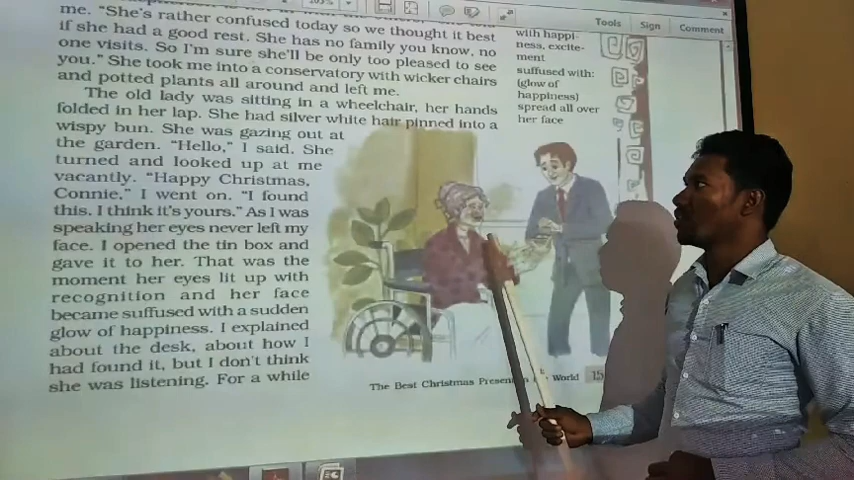 Tools Sign Comment
me. "She's rather confused today so we thought it best
if she had a good rest. She has no family you know, no
one visits. So I'm sure she'll be only too pleased to see
you." She took me into a conservatory with wicker chairs
and potted plants all around and left me.
The old lady was sitting in a wheelchair, her hands
folded in her lap. She had silver white hair pinned into a
wispy bun. She was gazing out at
the garden. "Hello," I said. She
turned and looked up at me
vacantly. "Happy Christmas,
Connie," I went on. "I found
this. I think it's yours." As I was
speaking her eyes never left my
face. I opened the tin box and
gave it to her. That was the
moment her eyes lit up with
recognition and her face
became suffused with a sudden
glow of happiness. I explained
about the desk, about how I
had found it, but I don't think
she was listening. For a while
with happi-
ness, excite-
ment
suffused with:
(glow of
happiness)
spread all over
her face
The Best Christmas Present World 15